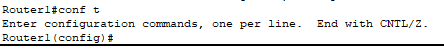 Router1#conf t
Enter configuration commands, one per line.  End with CNTL/Z.
Router1(config)#